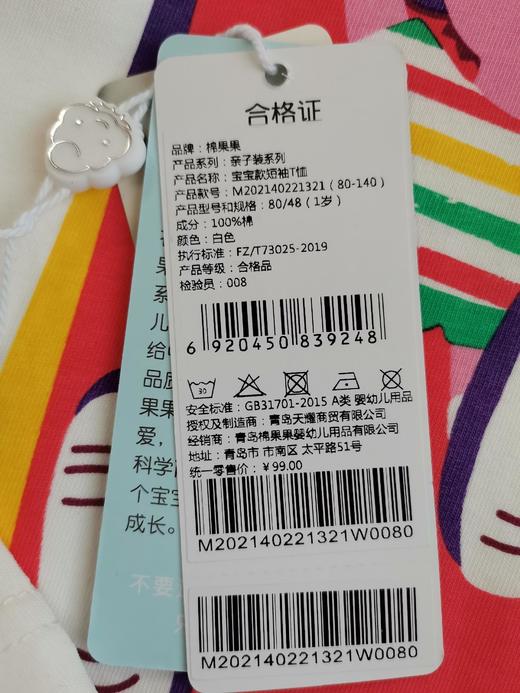 合格证
品牌：棉果果
产品系列：亲子装系列
产品名称：宝宝款短袖T恤
产品款号：M202140221321（80-140）
产品型号和规格：80/48（1岁）
成分：100%棉
颜色：白色
执行标准：FZ/T73025-2019
产品等级：合格品
检验员：008
6 920450 839248
30
安全标准：GB31701-2015 A类 婴幼儿用品
授权及制造商：青岛天耀商贸有限公司
经销商：青岛棉果果婴幼儿用品有限公司
地址：青岛市 市南区 太平路51号
统一零售价：￥99.00
M202140221321W0080
M202140221321W0080
果
系
儿
给
品质
果果
爱，
科学
个宝宝
成长。
不要